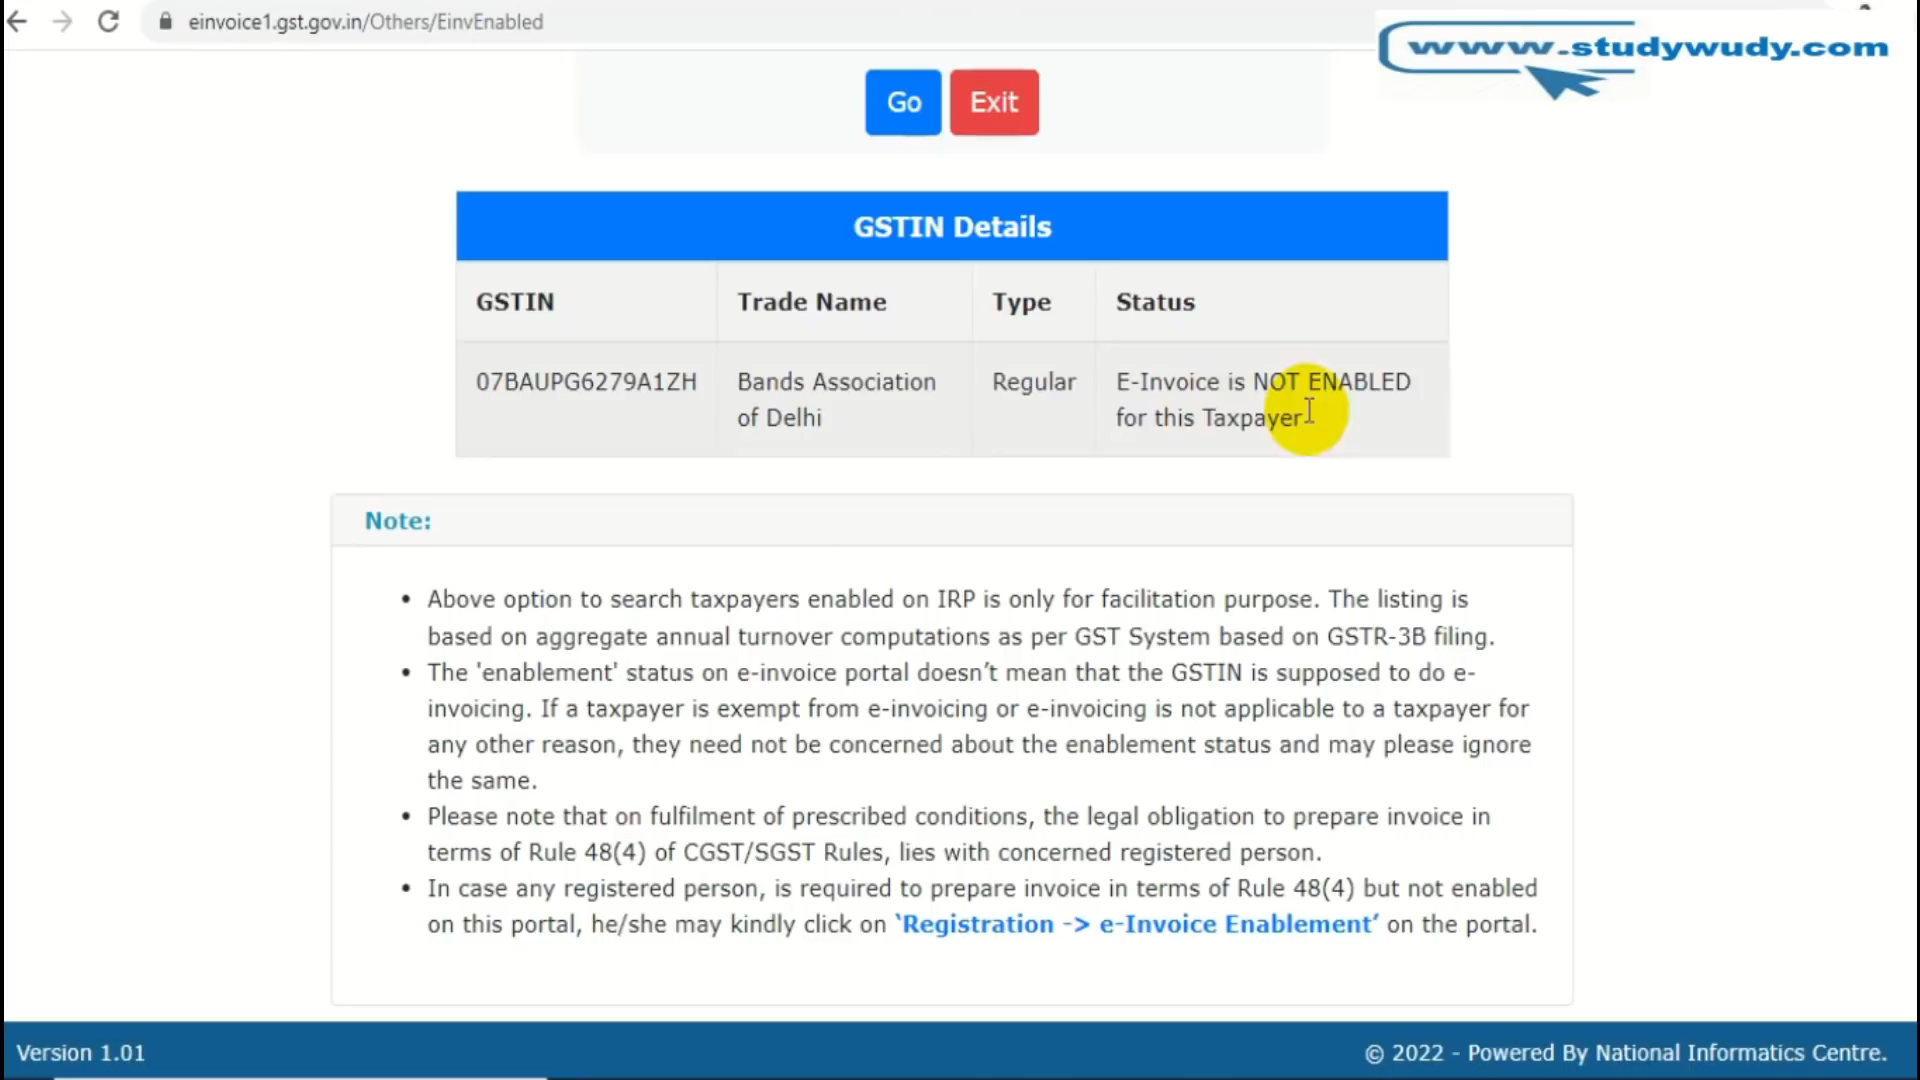 einvoice1.gst.gov.in/Others/EinvEnabled
www.studywudy.com
Go Exit
GSTIN Details
GSTIN Trade Name Type Status
07BAUPG6279A1ZH Bands Association Regular E-Invoice is NOT ENABLED
of Delhi for this Taxpayer
Note:
• Above option to search taxpayers enabled on IRP is only for facilitation purpose. The listing is
based on aggregate annual turnover computations as per GST System based on GSTR-3B filing.
• The 'enablement' status on e-invoice portal doesn’t mean that the GSTIN is supposed to do e-
invoicing. If a taxpayer is exempt from e-invoicing or e-invoicing is not applicable to a taxpayer for
any other reason, they need not be concerned about the enablement status and may please ignore
the same.
• Please note that on fulfilment of prescribed conditions, the legal obligation to prepare invoice in
terms of Rule 48(4) of CGST/SGST Rules, lies with concerned registered person.
• In case any registered person, is required to prepare invoice in terms of Rule 48(4) but not enabled
on this portal, he/she may kindly click on ‘Registration -> e-Invoice Enablement’ on the portal.
Version 1.01
© 2022 - Powered By National Informatics Centre.